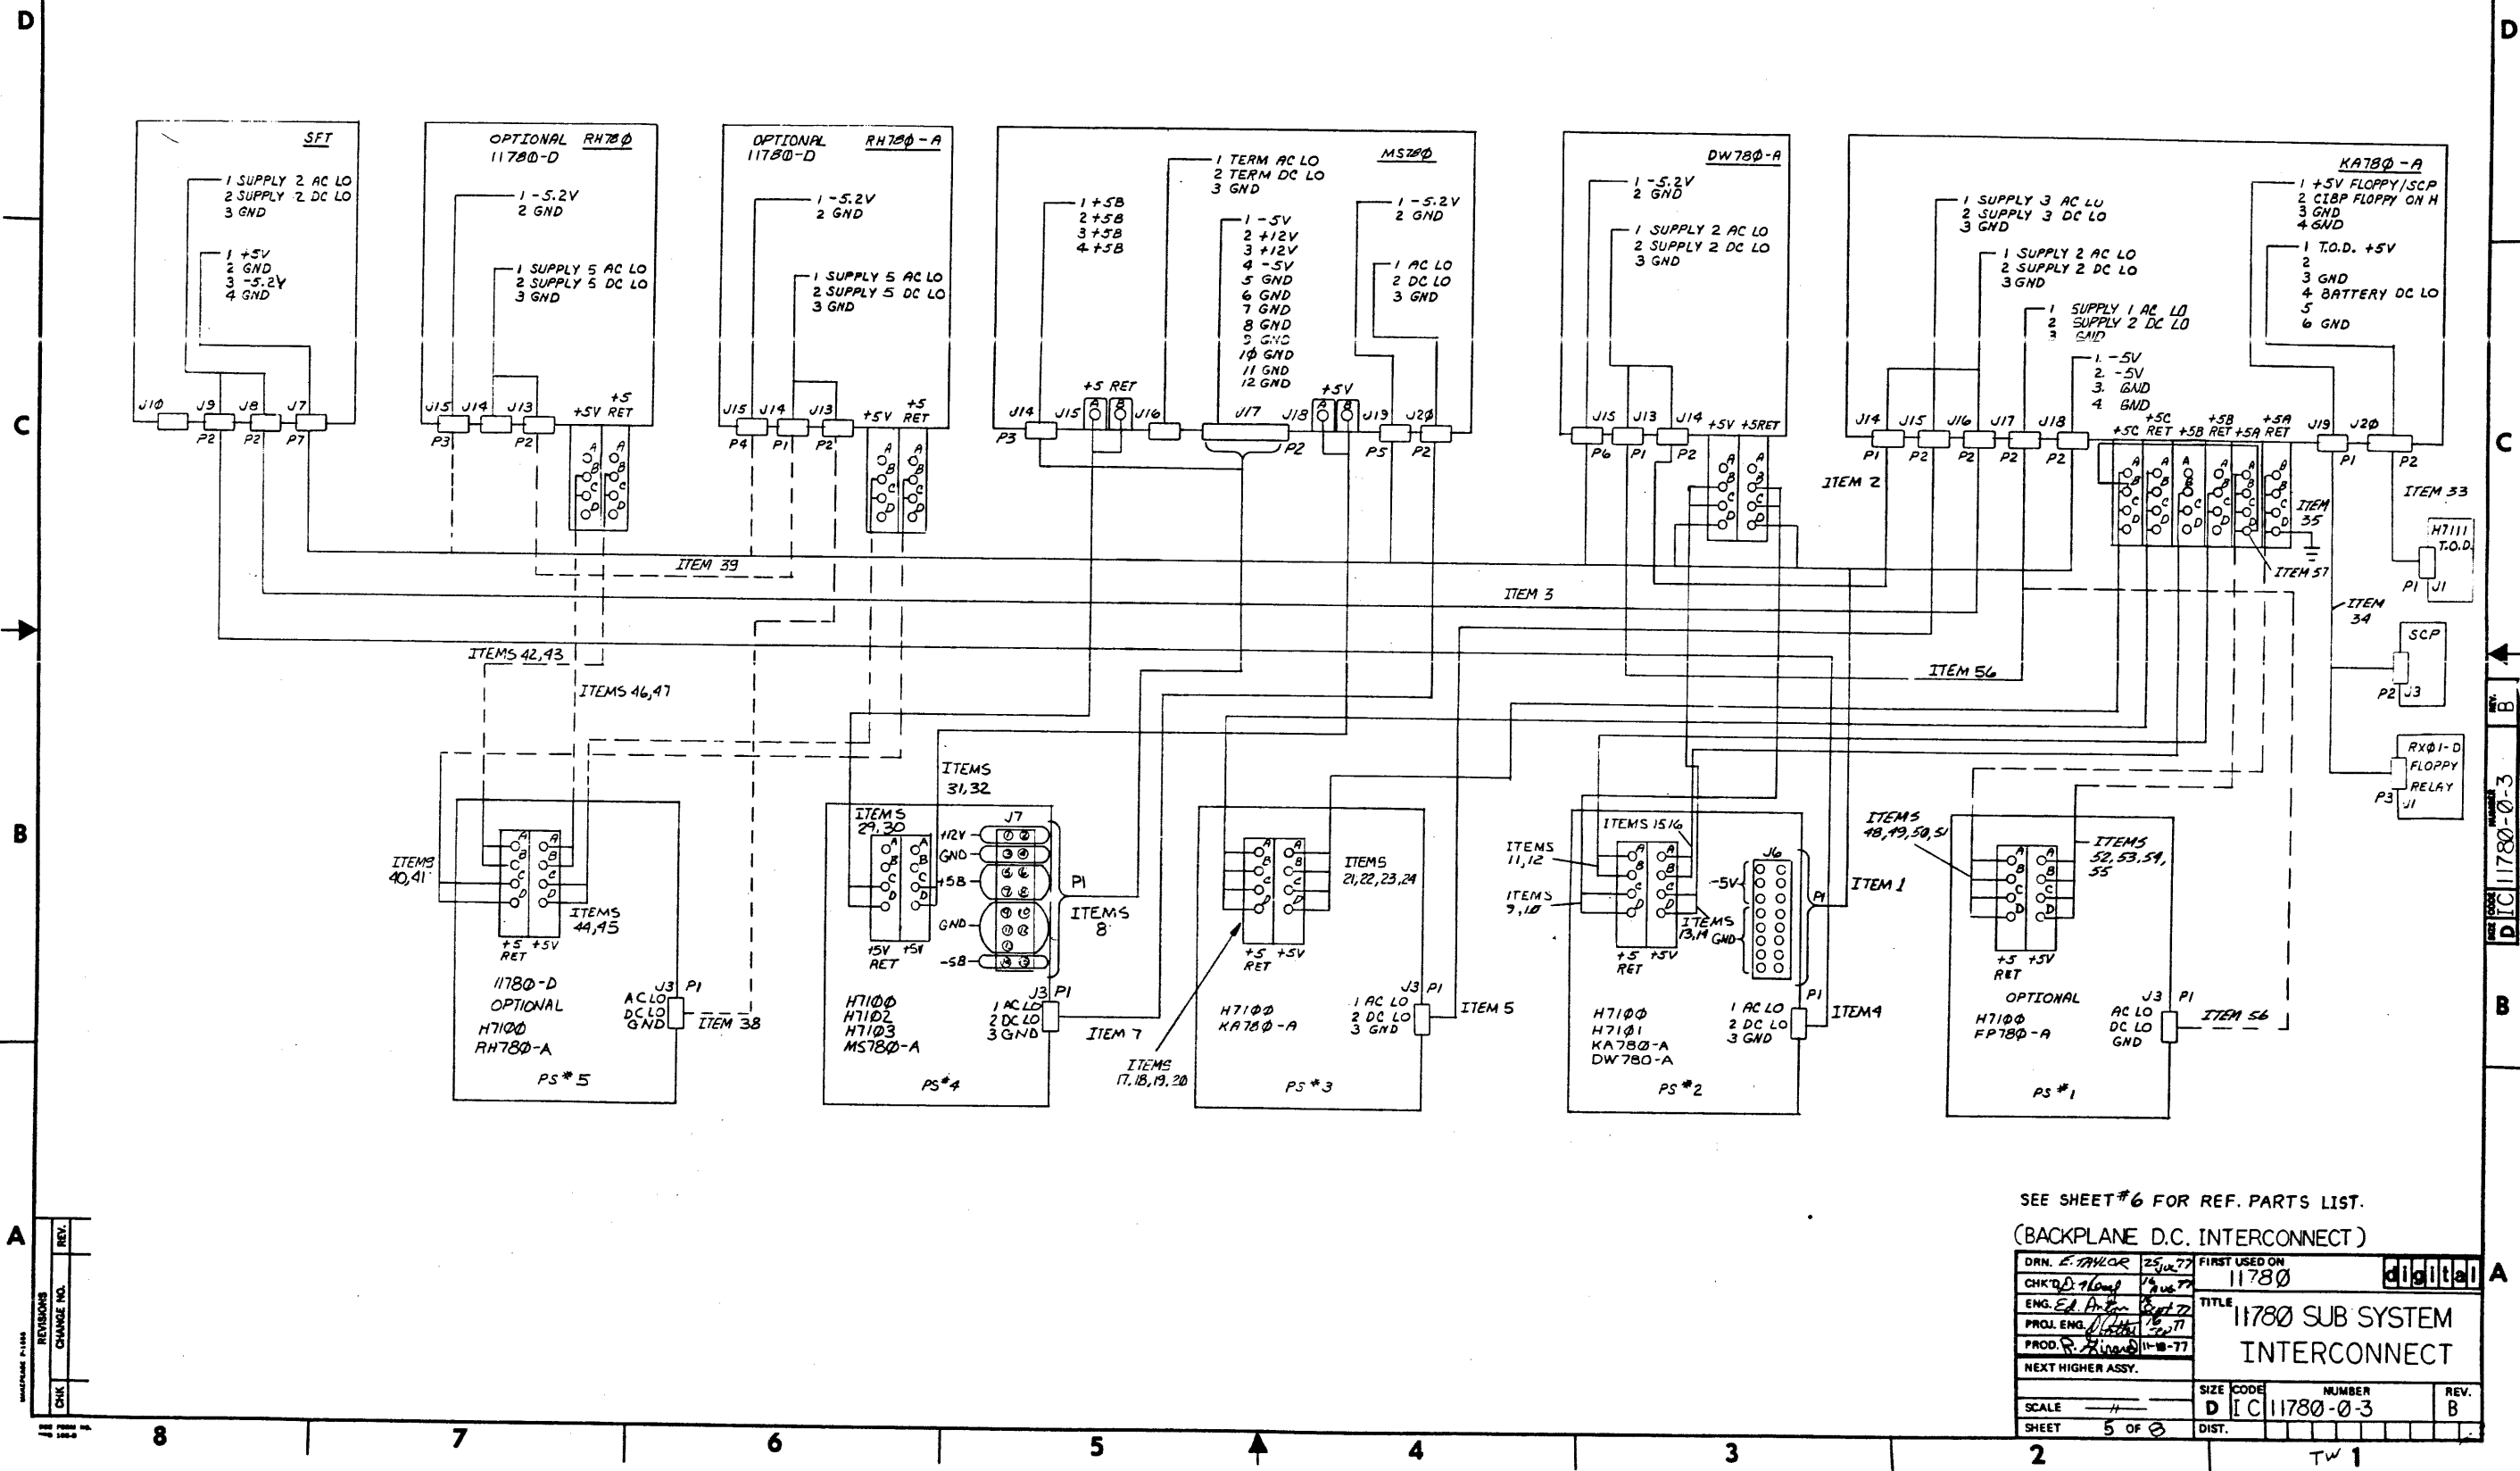 D
D
SFT
1 SUPPLY 2 AC LO
2 SUPPLY 2 DC LO
3 GND
1 +5V
2 GND
3 -5.2V
4 GND
J10 J9 J8 J7
P2 P2 P7
OPTIONAL RH780
11780-D
1 -5.2V
2 GND
1 SUPPLY 5 AC LO
2 SUPPLY 5 DC LO
3 GND
J15 J14 J13 +5V +5 RET
P3 P2
A A
B B
C C
D D
OPTIONAL RH780-A
11780-D
1 -5.2V
2 GND
1 SUPPLY 5 AC LO
2 SUPPLY 5 DC LO
3 GND
J15 J14 J13 +5V +5 RET
P4 P1 P2
A A
B B
C C
D D
MS780
1 TERM AC LO
2 TERM DC LO
3 GND
1 +5B
2 +5B
3 +5B
4 +5B
1 -5V
2 +12V
3 +12V
4 -5V
5 GND
6 GND
7 GND
8 GND
9 GND
10 GND
11 GND
12 GND
1 -5.2V
2 GND
1 AC LO
2 DC LO
3 GND
+5 RET
+5V
J14 J15 A B J16 J17 J18 A B J19 J20
P3 P2 P5 P2
DW780-A
1 -5.2V
2 GND
1 SUPPLY 2 AC LO
2 SUPPLY 2 DC LO
3 GND
J15 J13 J14 +5V +5RET
P6 P1 P2
A A
B B
C C
D D
KA780-A
1 +5V FLOPPY/SCP
2 CIBP FLOPPY ON H
3 GND
4 GND
1 T.O.D. +5V
2
3 GND
4 BATTERY DC LO
5
6 GND
1 SUPPLY 3 AC LO
2 SUPPLY 3 DC LO
3 GND
1 SUPPLY 2 AC LO
2 SUPPLY 2 DC LO
3 GND
1 SUPPLY 1 AC LO
2 SUPPLY 2 DC LO
3 GND
1. -5V
2. -5V
3. GND
4 GND
J14 J15 J16 J17 J18 J19 J20
P1 P2 P2 P2 P2 P1 P2
+5C +5C RET +5B +5B RET +5A +5A RET
A A A A A A
B B B B B B
C C C C C C
D D D D D D
C
C
ITEM 2
ITEM 33
ITEM 35
H7111
T.O.D.
P1 J1
ITEM 57
ITEM 39
ITEM 3
ITEM 34
SCP
P2 J3
ITEMS 42,43
ITEMS 46,47
ITEM 56
RX01-D
FLOPPY
RELAY
P3 J1
REV. B
NUMBER 11780-0-3
SIZE CODE D IC
B
B
ITEMS 40,41
A A
B B
C C
D D
ITEMS 44,45
+5 RET +5V
11780-D
OPTIONAL
H7100
RH780-A
AC LO
DC LO
GND
J3 P1
ITEM 38
PS #5
ITEMS 31,32
ITEMS 29,30
A A
B B
C C
D D
+5V RET +5V
J7
+12V
GND
+5B
GND
-5B
P1
ITEMS 8
H7100
H7102
H7103
MS780-A
J3 P1
1 AC LO
2 DC LO
3 GND
ITEM 7
PS #4
A A
B B
C C
D D
ITEMS 21,22,23,24
+5 RET +5V
H7100
KA780-A
J3 P1
1 AC LO
2 DC LO
3 GND
ITEM 5
ITEMS 17,18,19,20
PS #3
ITEMS 11,12
ITEMS 9,10
ITEMS 15 16
A A
B B
C C
D D
ITEMS 13,14
+5 RET +5V
J6
-5V
GND
P1
ITEM 1
H7100
H7101
KA780-A
DW780-A
P1
1 AC LO
2 DC LO
3 GND
ITEM 4
PS #2
ITEMS 48,49,50,51
A A
B B
C C
D D
ITEMS 52,53,54,55
+5 RET +5V
OPTIONAL
H7100
FP780-A
J3 P1
AC LO
DC LO
GND
ITEM 56
PS #1
SEE SHEET #6 FOR REF. PARTS LIST.
(BACKPLANE D.C. INTERCONNECT)
A
A
REVISIONS
CHK CHANGE NO. REV.
DRN. E. TAYLOR 25 JUL 77
CHK'D 16 AUG 77
ENG. Ed.
PROJ. ENG.
PROD. R. 11-18-77
NEXT HIGHER ASSY.
SCALE
SHEET 5 OF 8
FIRST USED ON
11780
digital
TITLE 11780 SUB SYSTEM
INTERCONNECT
SIZE CODE NUMBER REV.
D IC 11780-0-3 B
DIST.
8 7 6 5 4 3 2 1
TW